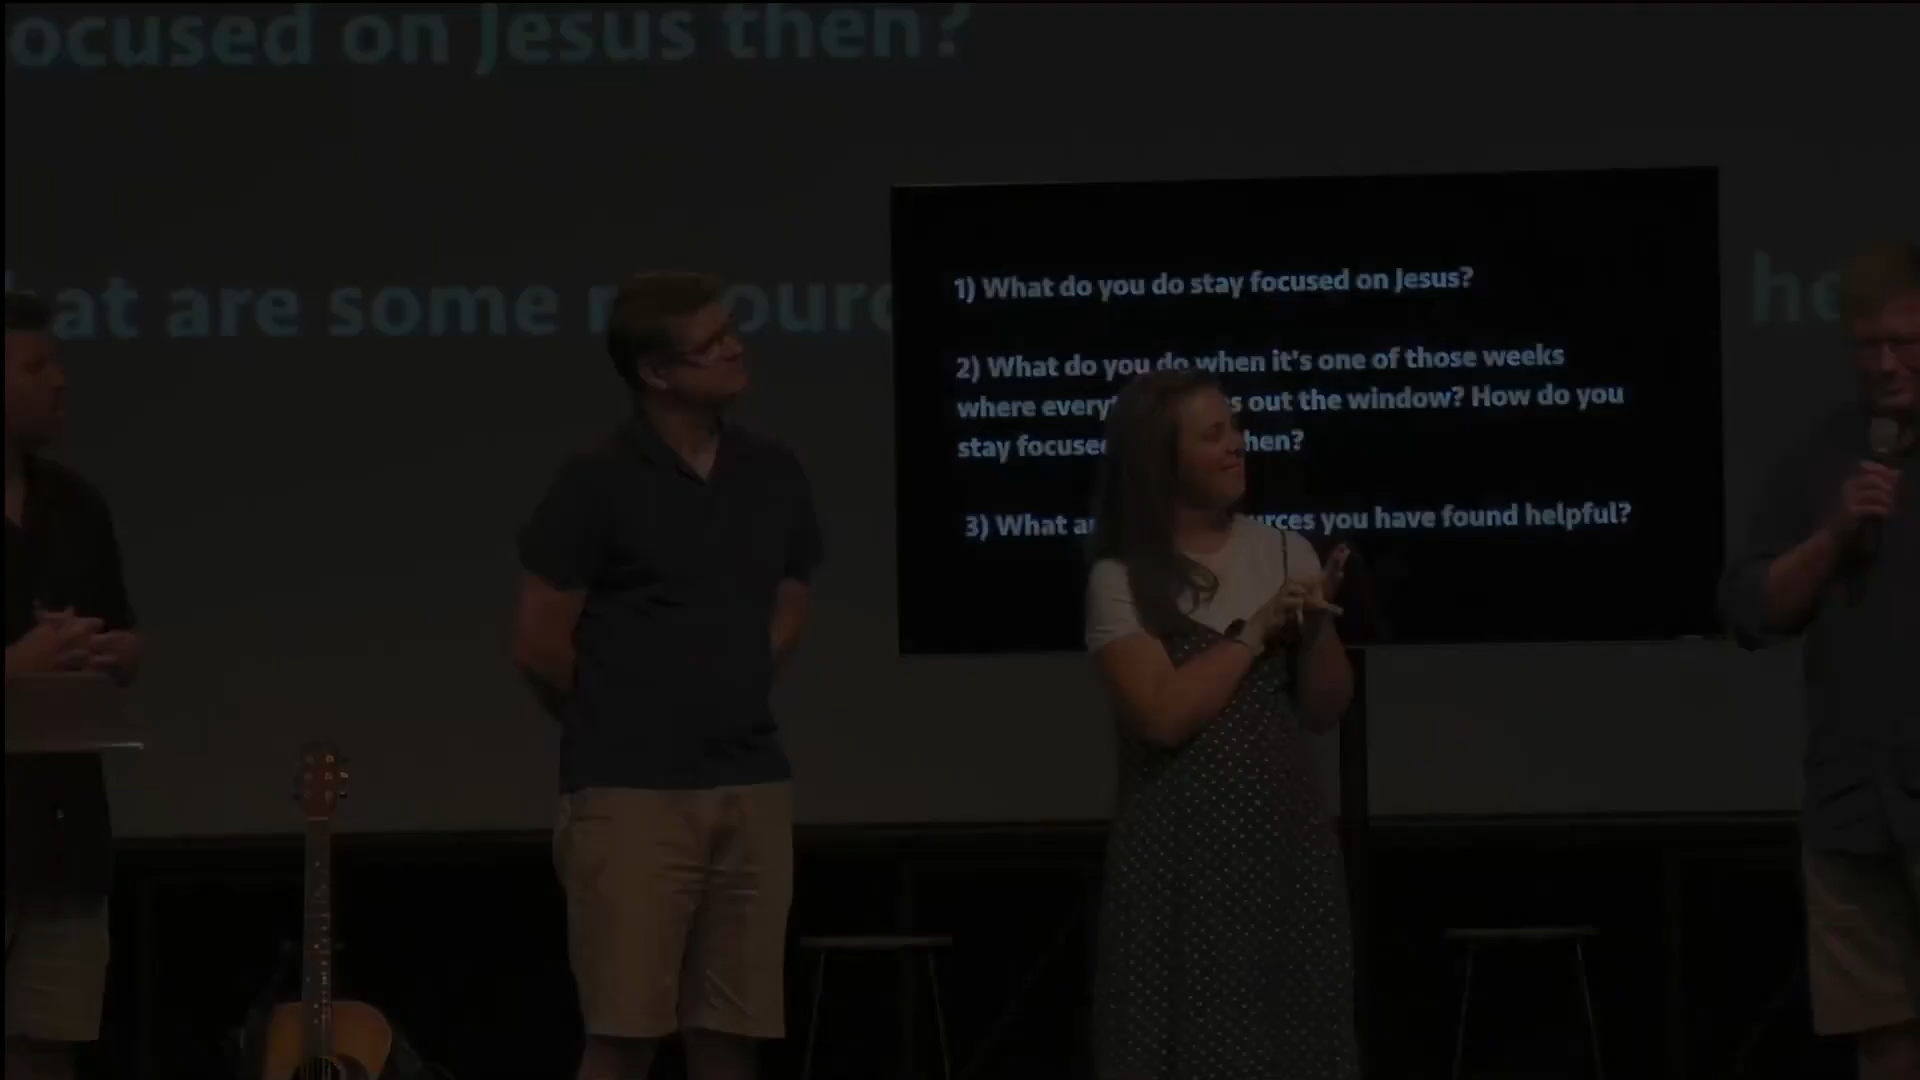 ocused on Jesus then?
at are some
he
1) What do you do stay focused on Jesus?
2) What do you do when it's one of those weeks
where every out the window? How do you
stay focused hen?
3) What you have found helpful?